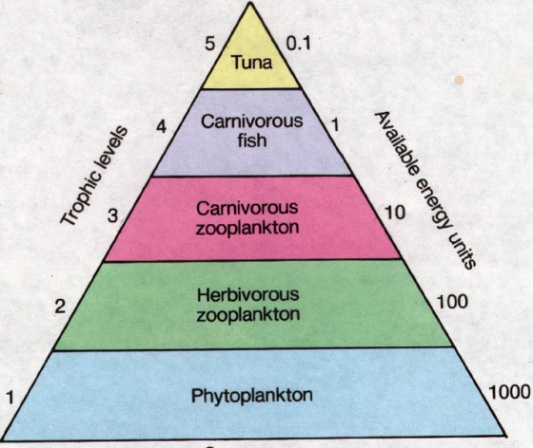 5
0.1
Tuna
4
Carnivorous
fish
1
Trophic levels
Available energy units
3
Carnivorous
zooplankton
10
2
Herbivorous
zooplankton
100
1
Phytoplankton
1000